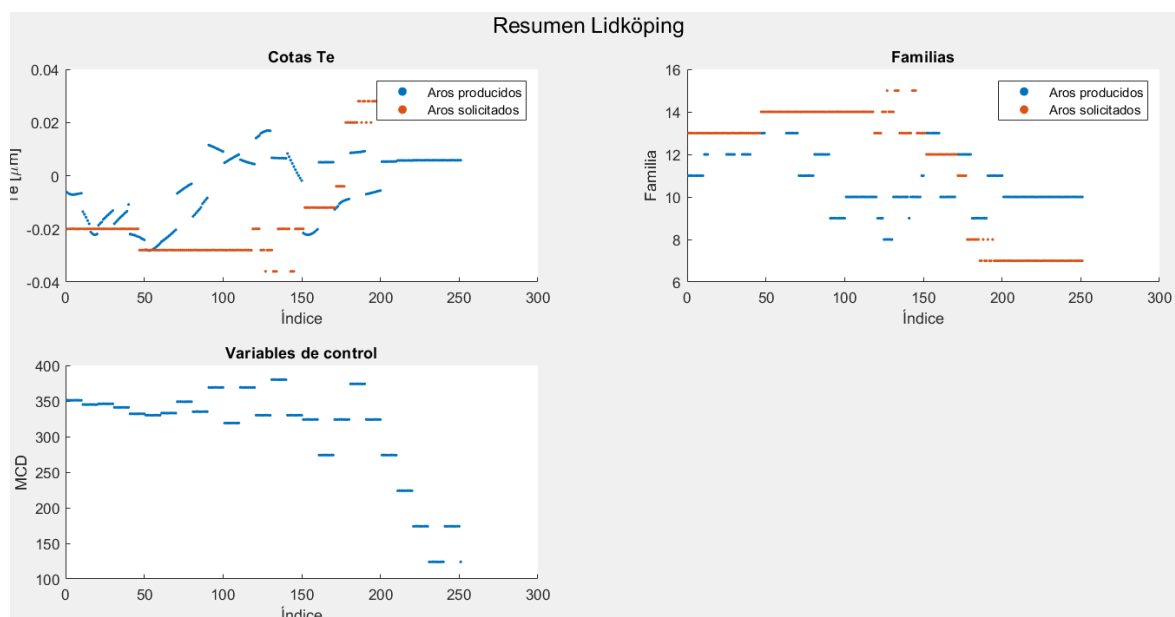 Resumen Lidköping
Cotas Te
0.04
0.02
0
-0.02
-0.04
Te [μm]
0 50 100 150 200 250 300
Índice
Aros producidos
Aros solicitados
Familias
16
14
12
10
8
6
Familia
0 50 100 150 200 250 300
Índice
Aros producidos
Aros solicitados
Variables de control
400
350
300
250
200
150
100
MCD
0 50 100 150 200 250 300
Índice